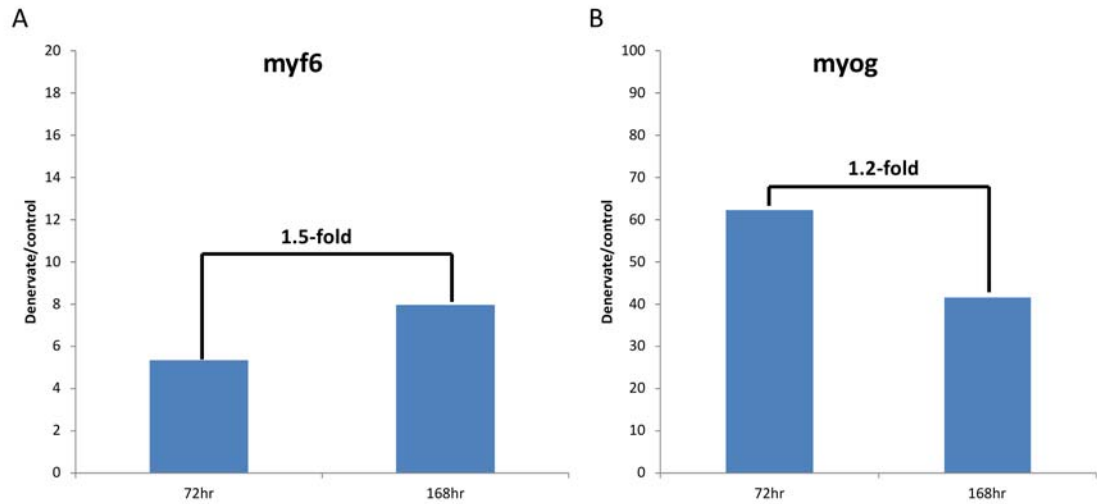 A
myf6
20
18
16
14
12
10
8
6
4
2
0
Denervate/control
1.5-fold
72hr 168hr
B
myog
100
90
80
70
60
50
40
30
20
10
0
Denervate/control
1.2-fold
72hr 168hr